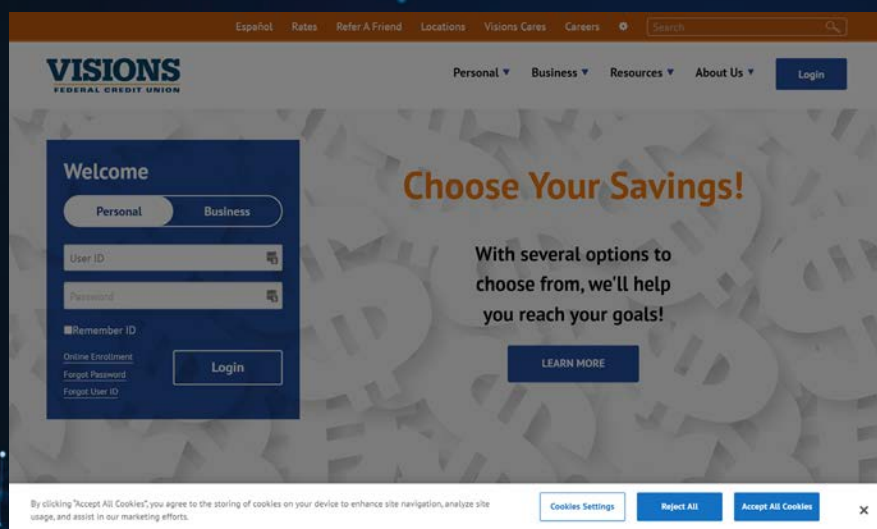 Español Rates Refer A Friend Locations Visions Cares Careers Search
VISIONS
FEDERAL CREDIT UNION
Personal Business Resources About Us Login
Welcome
Personal Business
User ID
Password
Remember ID
Online Enrollment
Forgot Password
Forgot User ID
Login
Choose Your Savings!
With several options to
choose from, we'll help
you reach your goals!
LEARN MORE
By clicking "Accept All Cookies", you agree to the storing of cookies on your device to enhance site navigation, analyze site
usage, and assist in our marketing efforts.
Cookies Settings Reject All Accept All Cookies